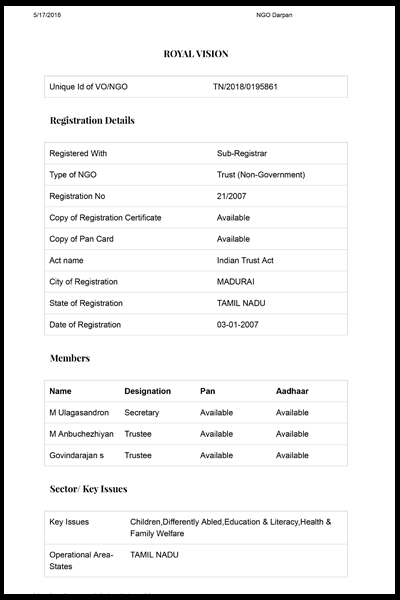 5/17/2018 NGO Darpan
ROYAL VISION
Unique Id of VO/NGO TN/2018/0195861
Registration Details
Registered With Sub-Registrar
Type of NGO Trust (Non-Government)
Registration No 21/2007
Copy of Registration Certificate Available
Copy of Pan Card Available
Act name Indian Trust Act
City of Registration MADURAI
State of Registration TAMIL NADU
Date of Registration 03-01-2007
Members
Name Designation Pan Aadhaar
M Ulagasandron Secretary Available Available
M Anbuchezhiyan Trustee Available Available
Govindarajan s Trustee Available Available
Sector/ Key Issues
Key Issues Children,Differently Abled,Education & Literacy,Health &
Family Welfare
Operational Area- TAMIL NADU
States